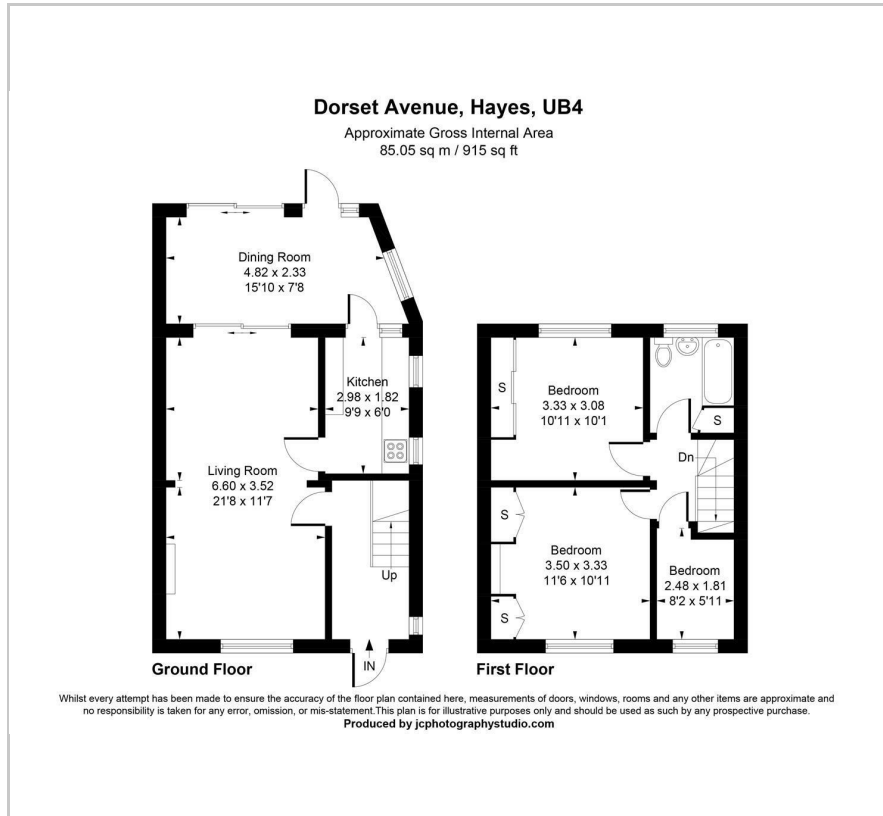 Dorset Avenue, Hayes, UB4
Approximate Gross Internal Area
85.05 sq m / 915 sq ft
Dining Room
4.82 x 2.33
15'10 x 7'8
Kitchen
2.98 x 1.82
9'9 x 6'0
Living Room
6.60 x 3.52
21'8 x 11'7
Up
IN
Ground Floor
S
Bedroom
3.33 x 3.08
10'11 x 10'1
S
Dn
S
Bedroom
3.50 x 3.33
11'6 x 10'11
S
Bedroom
2.48 x 1.81
8'2 x 5'11
First Floor
Whilst every attempt has been made to ensure the accuracy of the floor plan contained here, measurements of doors, windows, rooms and any other items are approximate and
no responsibility is taken for any error, omission, or mis-statement.This plan is for illustrative purposes only and should be used as such by any prospective purchase.
Produced by jcphotographystudio.com